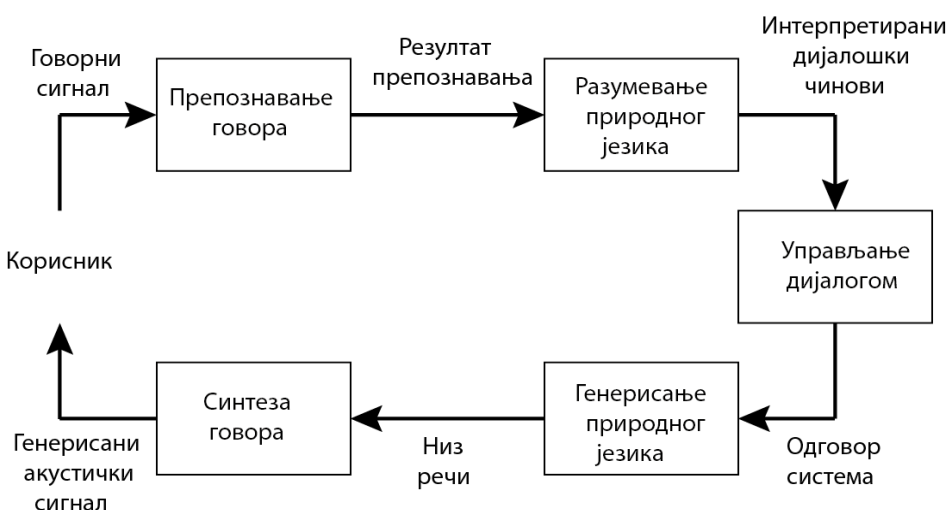 Говорни
сигнал
Препознавање
говора
Резултат
препознавања
Разумевање
природног
језика
Интерпретирани
дијалошки
чинови
Управљање
дијалогом
Одговор
система
Генерисање
природног
језика
Низ
речи
Синтеза
говора
Генерисани
акустички
сигнал
Корисник